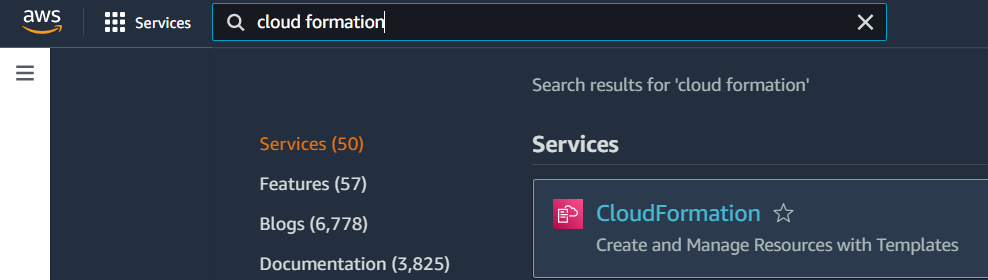 aws
Services
cloud formation
Search results for 'cloud formation'
Services (50)
Features (57)
Blogs (6,778)
Documentation (3,825)
Services
CloudFormation
Create and Manage Resources with Templates